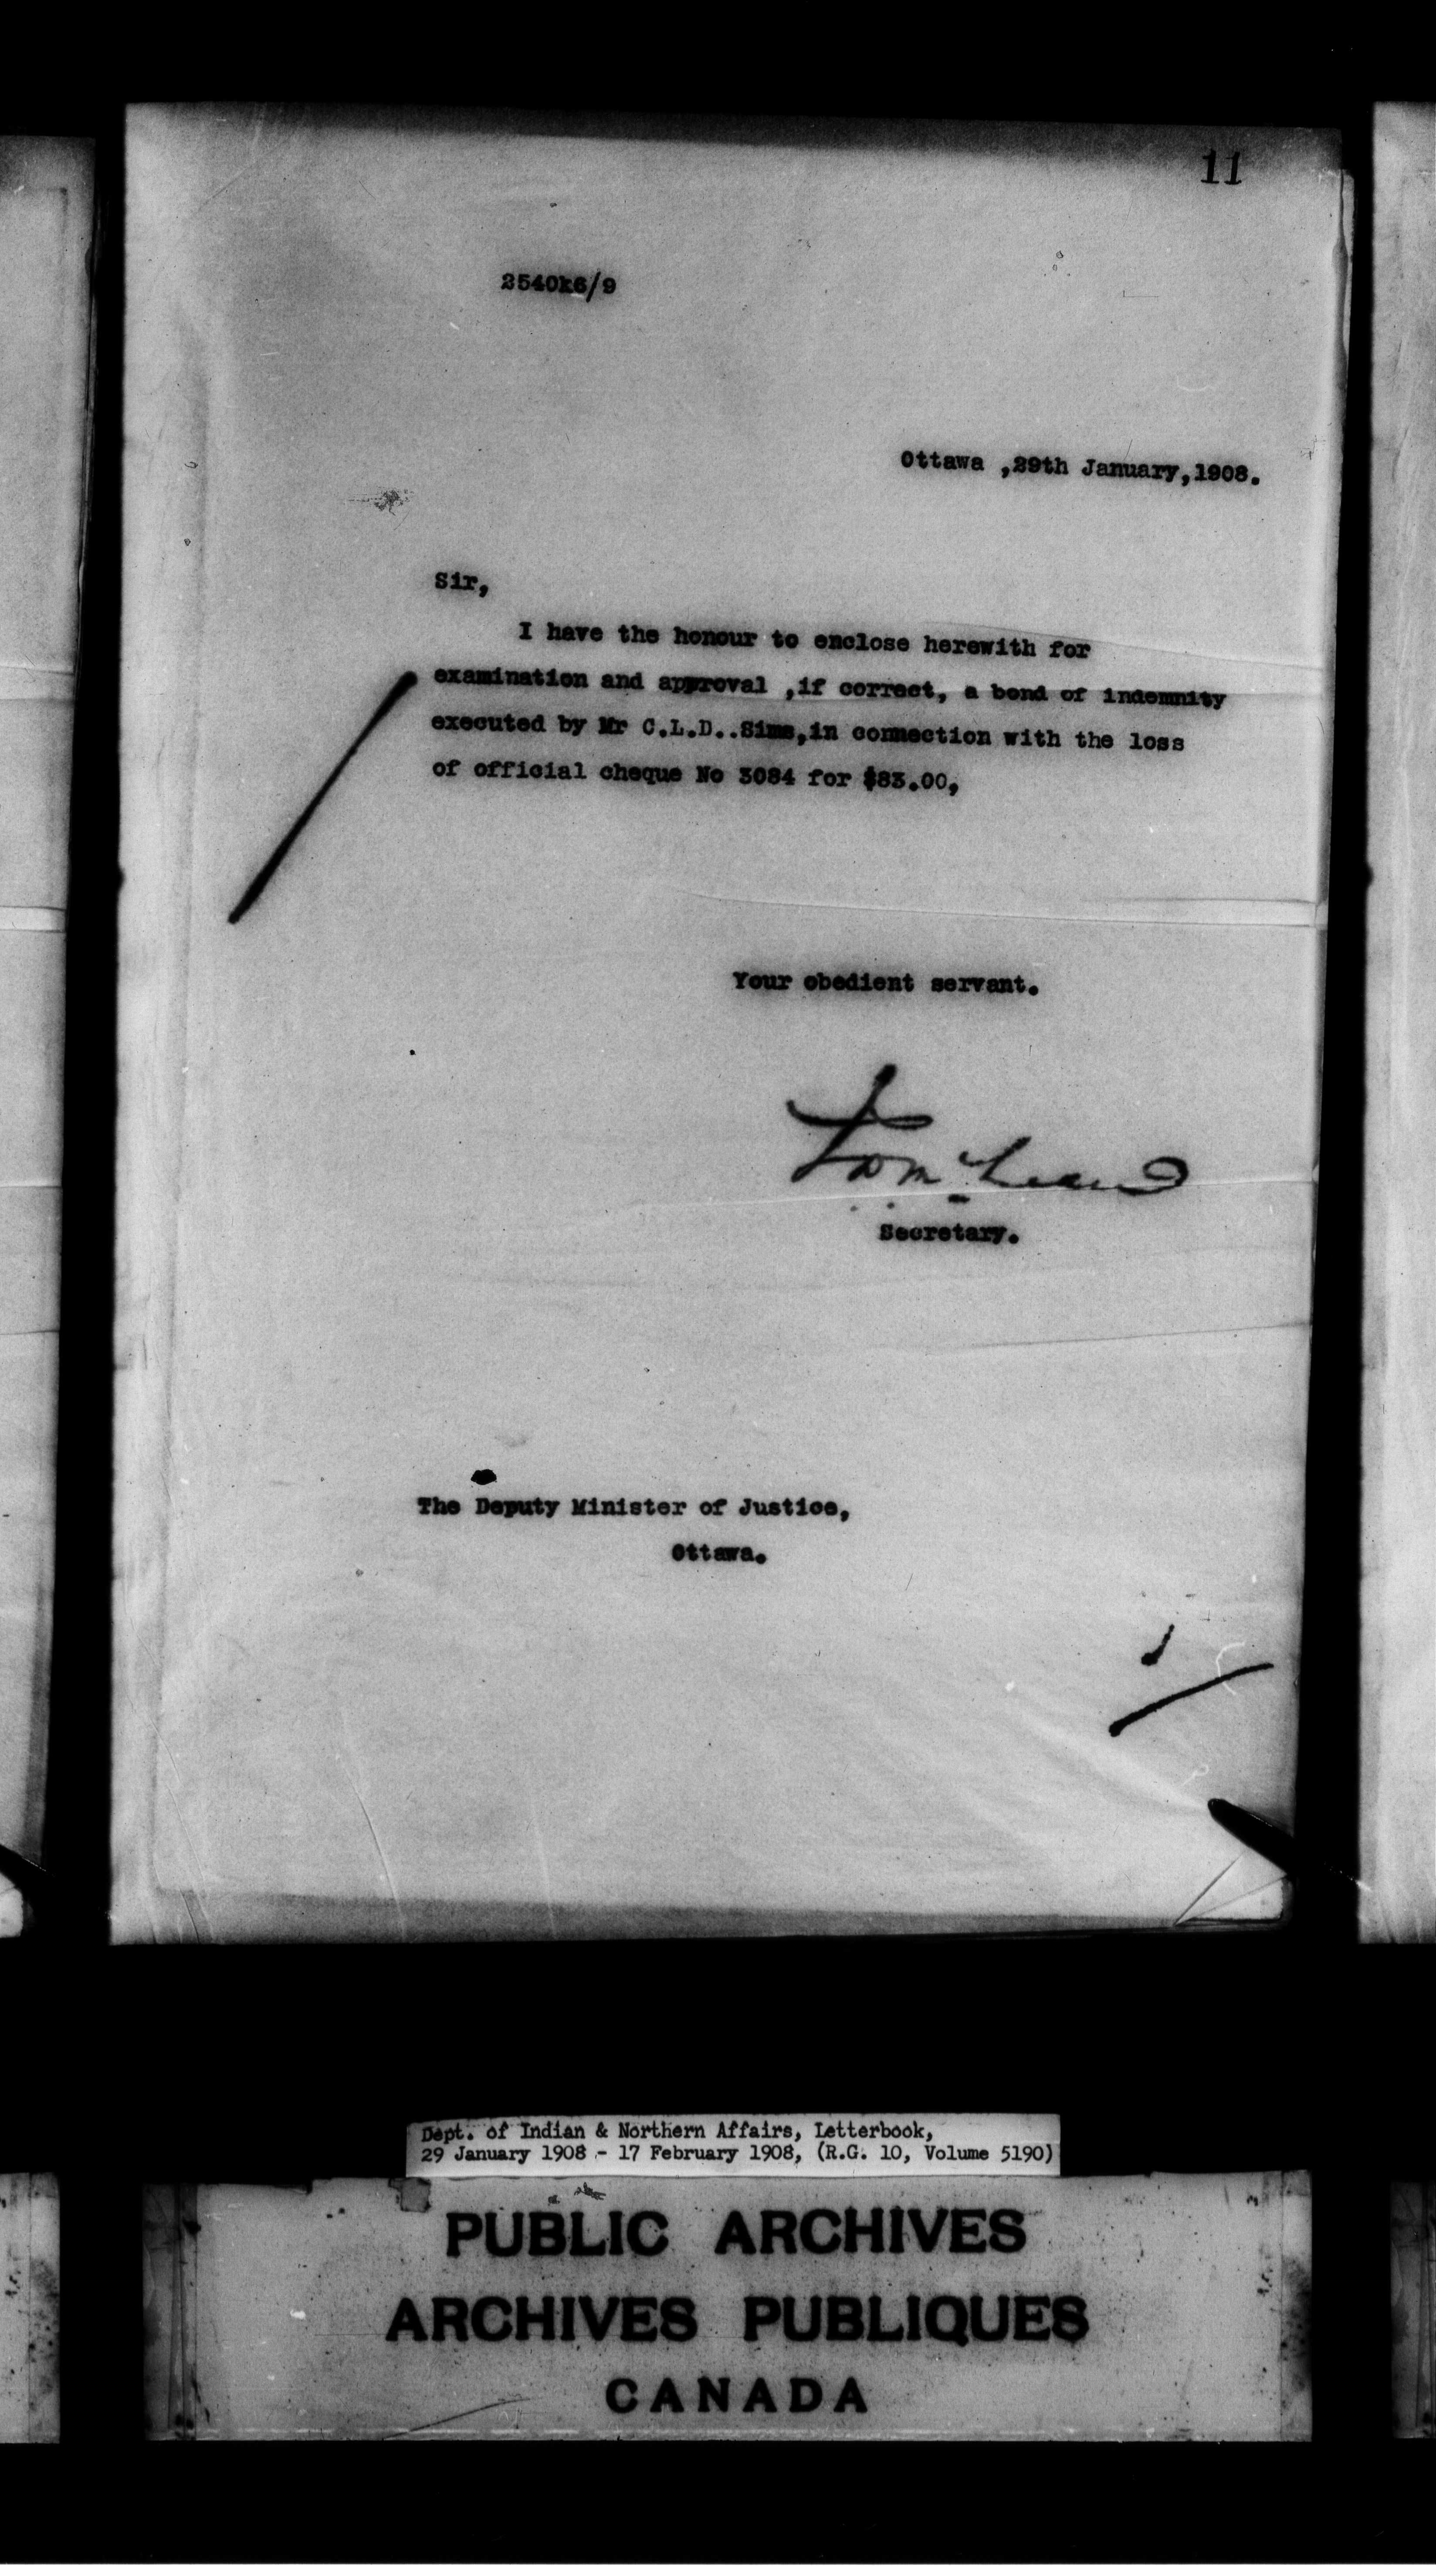 11
2540k6/9
Ottawa ,29th January,1908.
Sir,
I have the honour to enclose herewith for
examination and approval ,if correct, a bond of indemnity
executed by Mr C.L.D..Sims,in connection with the loss
of official cheque No 3084 for $83.00,
Your obedient servant.
Secretary.
The Deputy Minister of Justice,
Ottawa.
Dept. of Indian & Northern Affairs, Letterbook,
29 January 1908 - 17 February 1908, (R.G. 10, Volume 5190)
PUBLIC ARCHIVES
ARCHIVES PUBLIQUES
CANADA